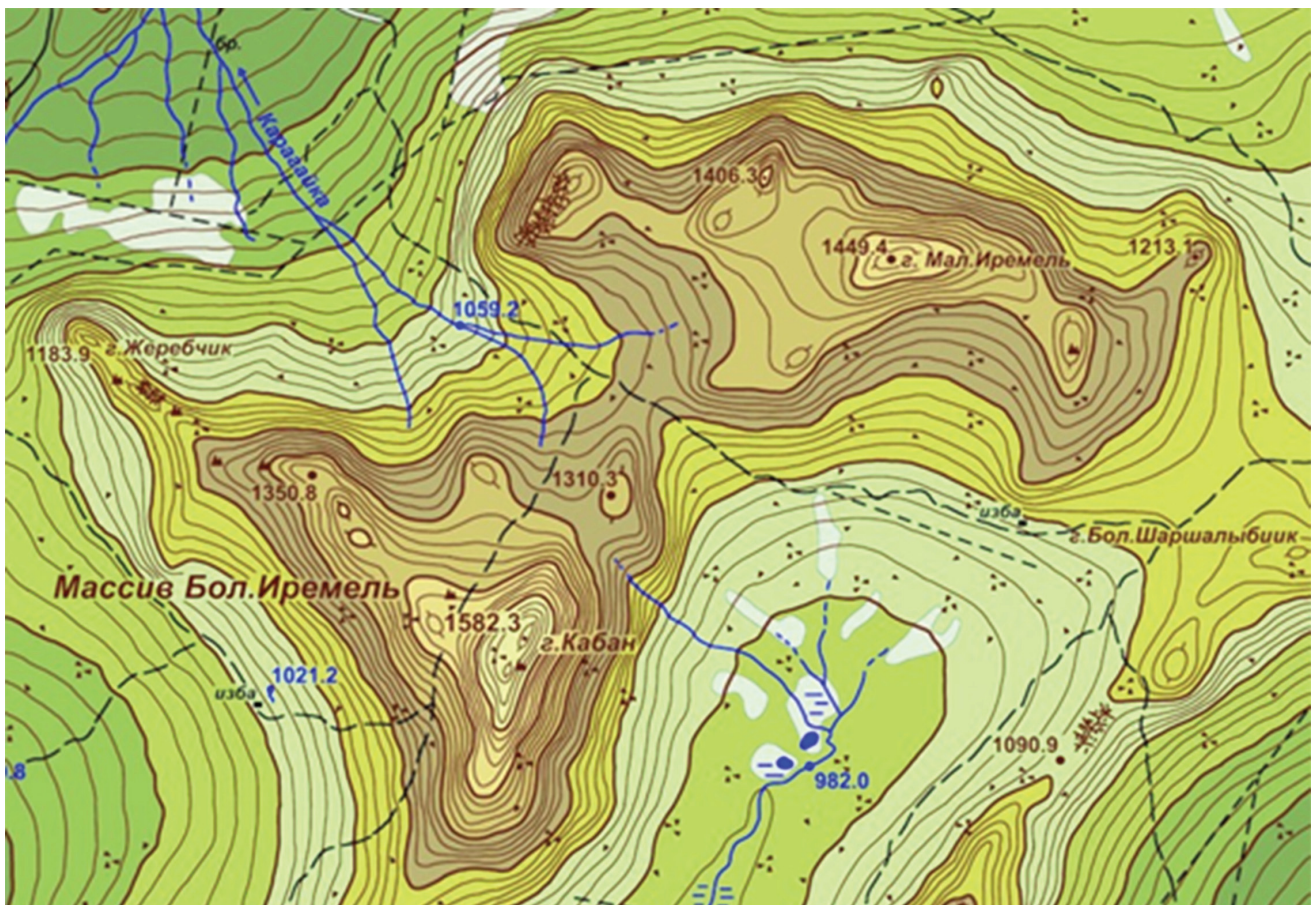 бр.
Карагайка
1406.3
1449.4
г. Мал.Иремель
1213.1
1059.2
1183.9
г.Жеребчик
1350.8
1310.3
изба
г.Бол.Шаршалыбиик
Массив Бол.Иремель
1582.3
г.Кабан
1021.2
изба
1090.9
.8
982.0